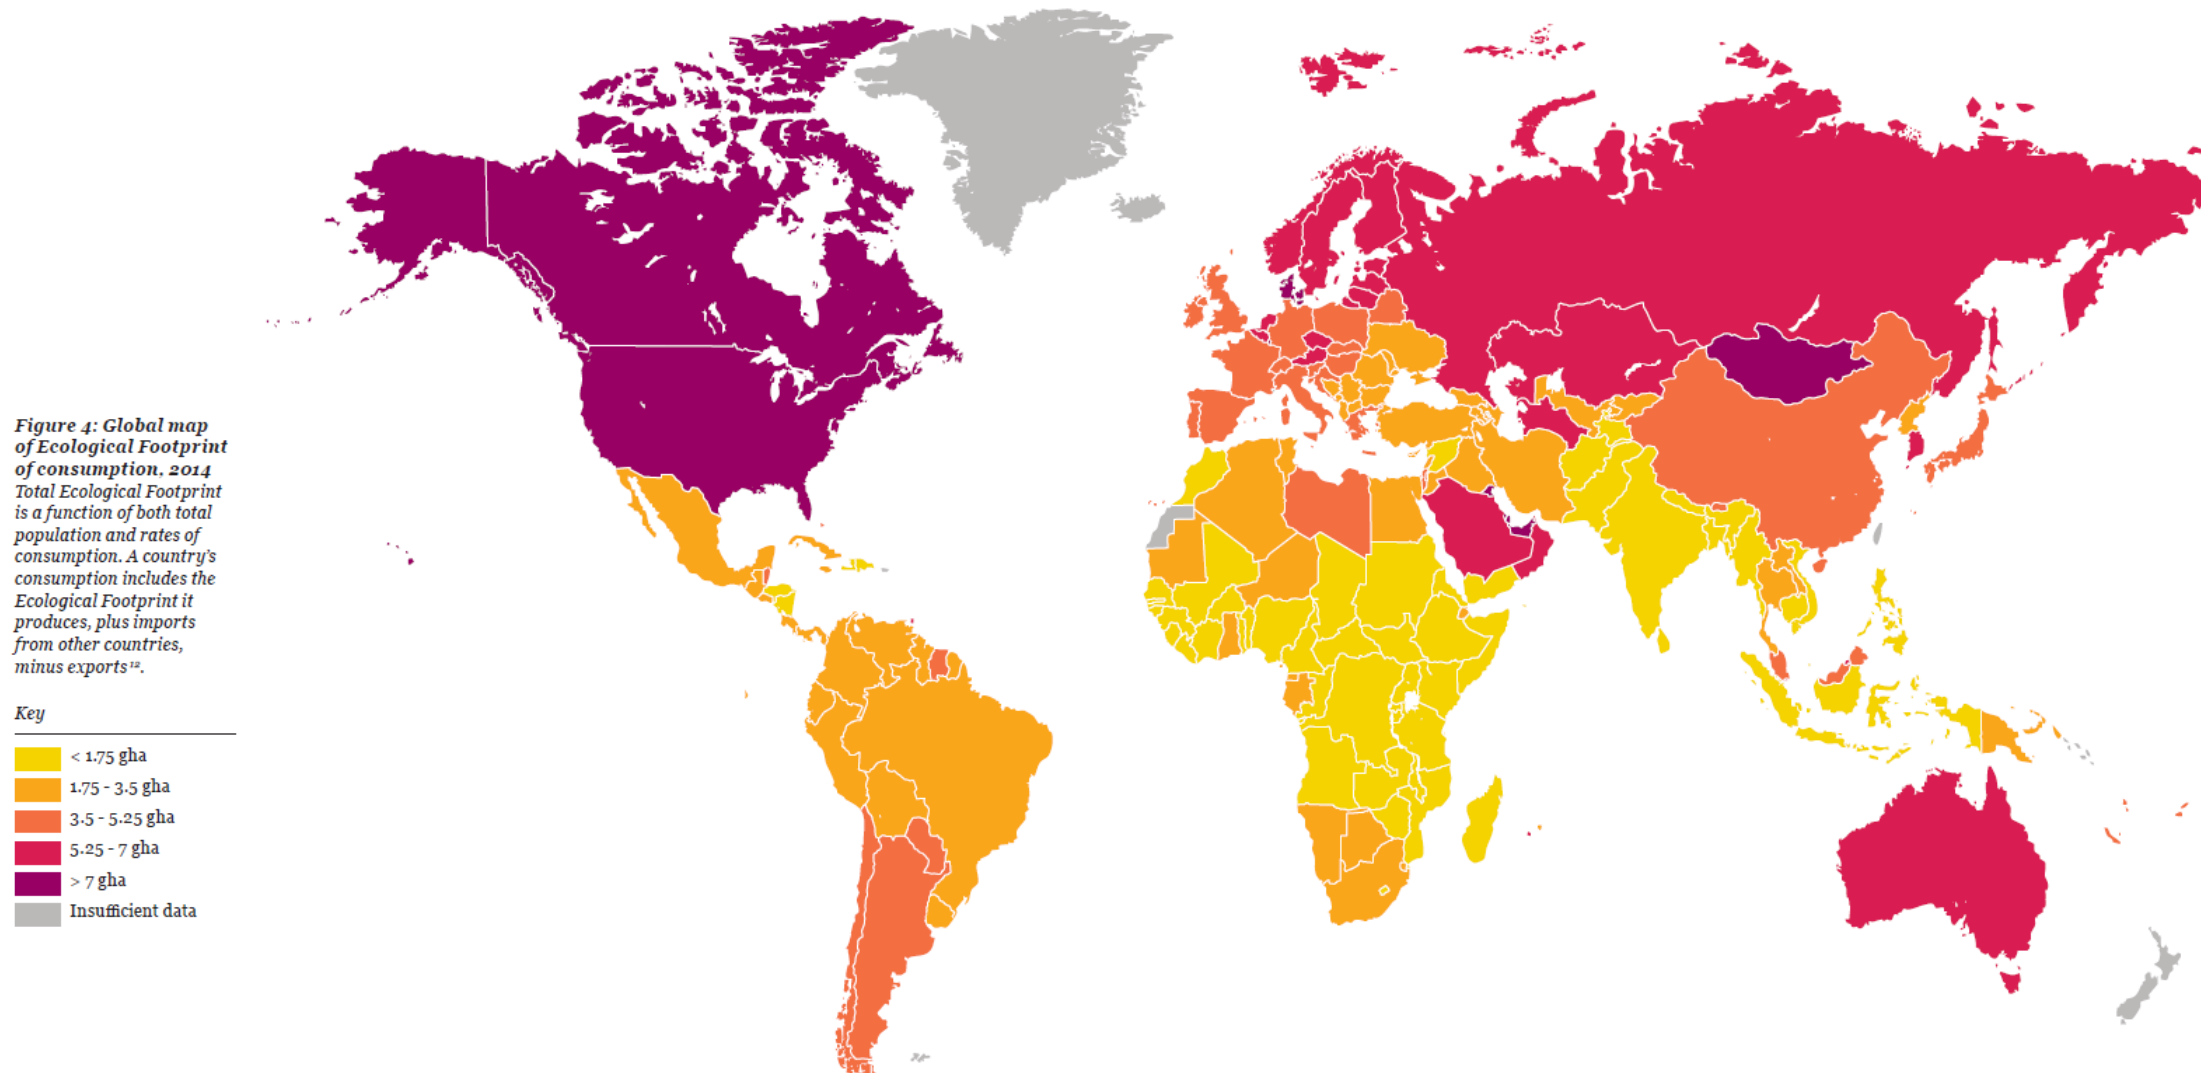 Figure 4: Global map
of Ecological Footprint
of consumption, 2014
Total Ecological Footprint
is a function of both total
population and rates of
consumption. A country's
consumption includes the
Ecological Footprint it
produces, plus imports
from other countries,
minus exports¹².
Key
< 1.75 gha
1.75 - 3.5 gha
3.5 - 5.25 gha
5.25 - 7 gha
> 7 gha
Insufficient data